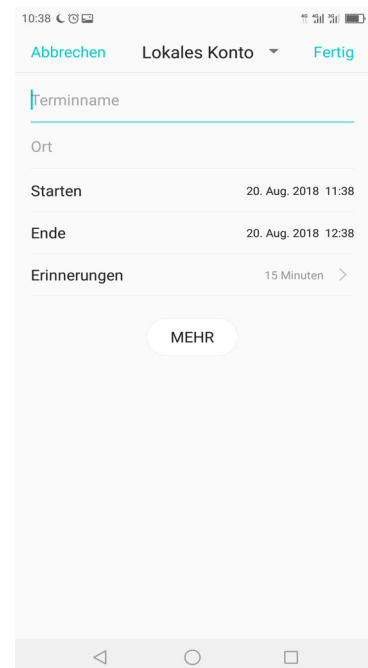 10:38
Abbrechen Lokales Konto Fertig
Terminname
Ort
Starten 20. Aug. 2018 11:38
Ende 20. Aug. 2018 12:38
Erinnerungen 15 Minuten
MEHR